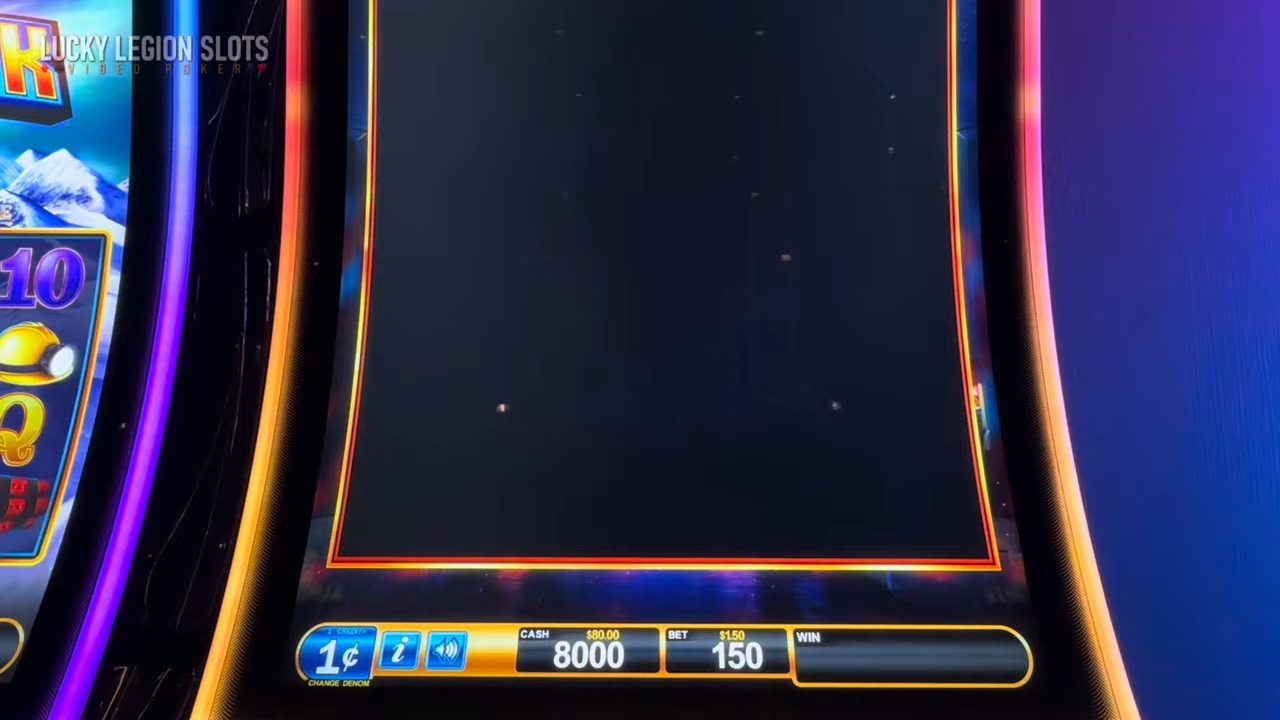 K
LUCKY LEGION SLOTS
VIDEO POKER
10
Q
1 CREDIT=
1¢
CHANGE DENOM
i
CASH
$80.00
8000
BET
$1.50
150
WIN